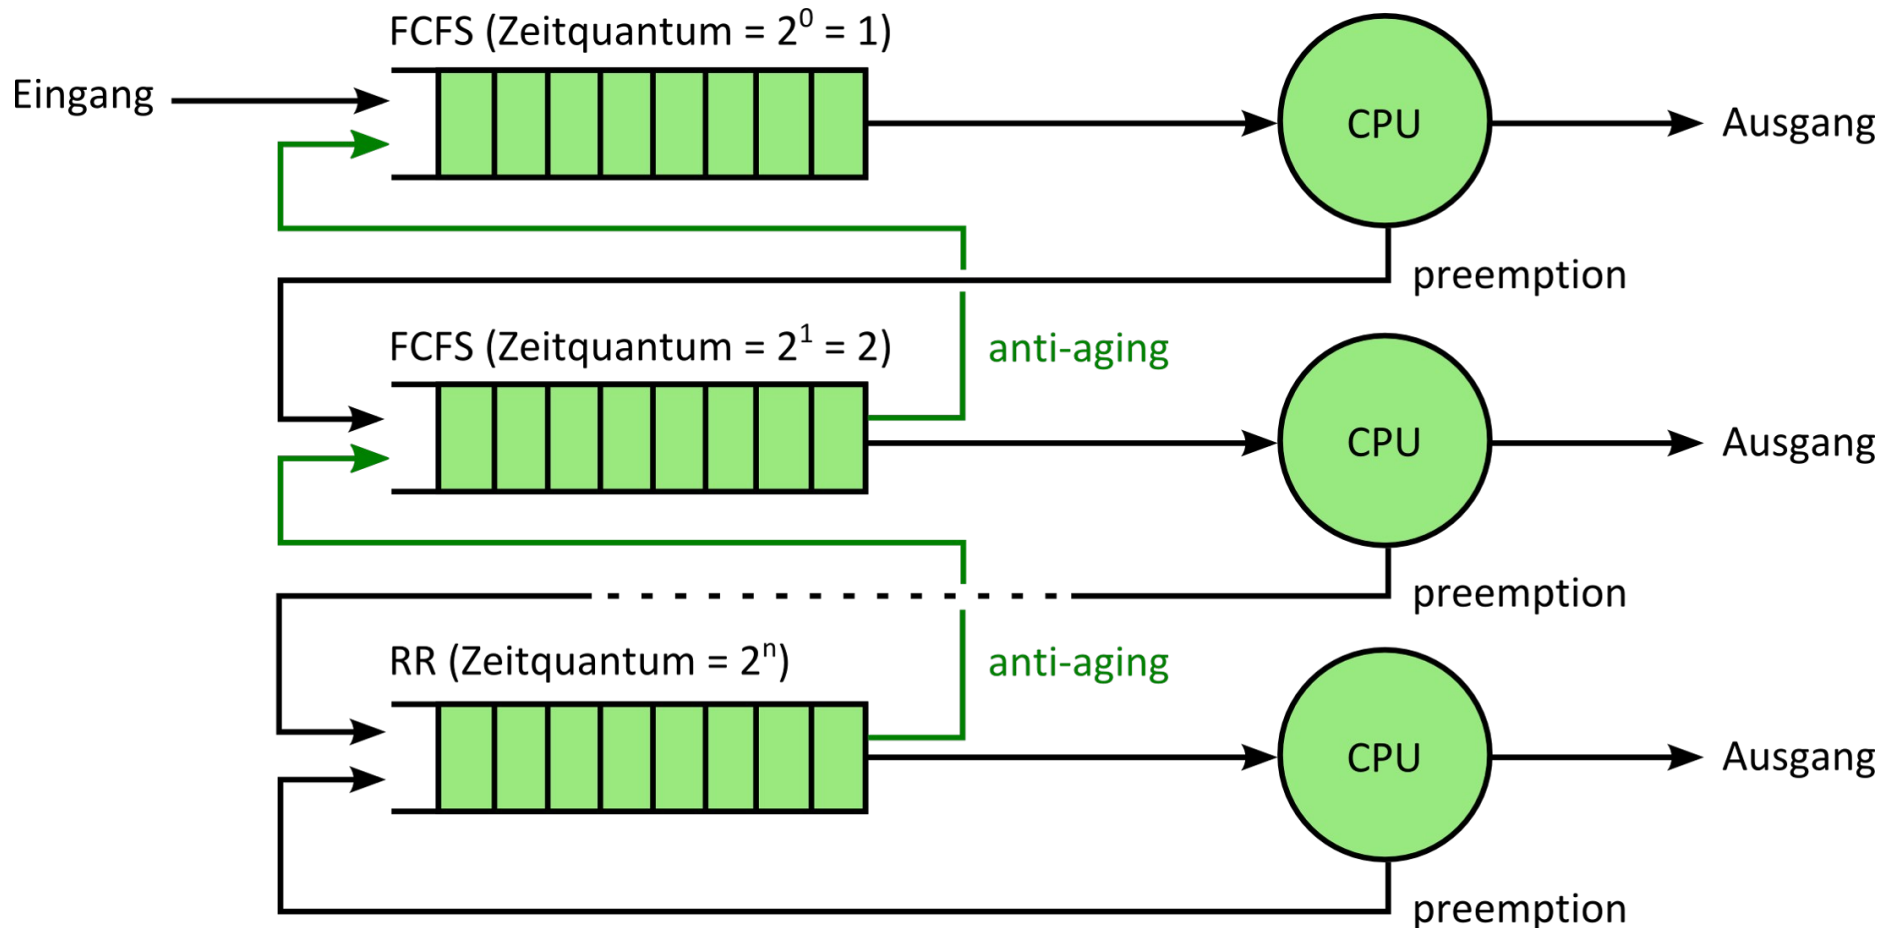 FCFS (Zeitquantum = 2⁰ = 1)
Eingang
CPU
Ausgang
preemption
FCFS (Zeitquantum = 2¹ = 2)
anti-aging
CPU
Ausgang
preemption
RR (Zeitquantum = 2ⁿ)
anti-aging
CPU
Ausgang
preemption